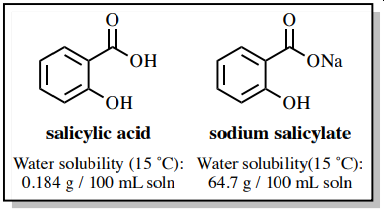 O
OH
OH
salicylic acid
Water solubility (15 ˚C):
0.184 g / 100 mL soln
O
ONa
OH
sodium salicylate
Water solubility(15 ˚C):
64.7 g / 100 mL soln